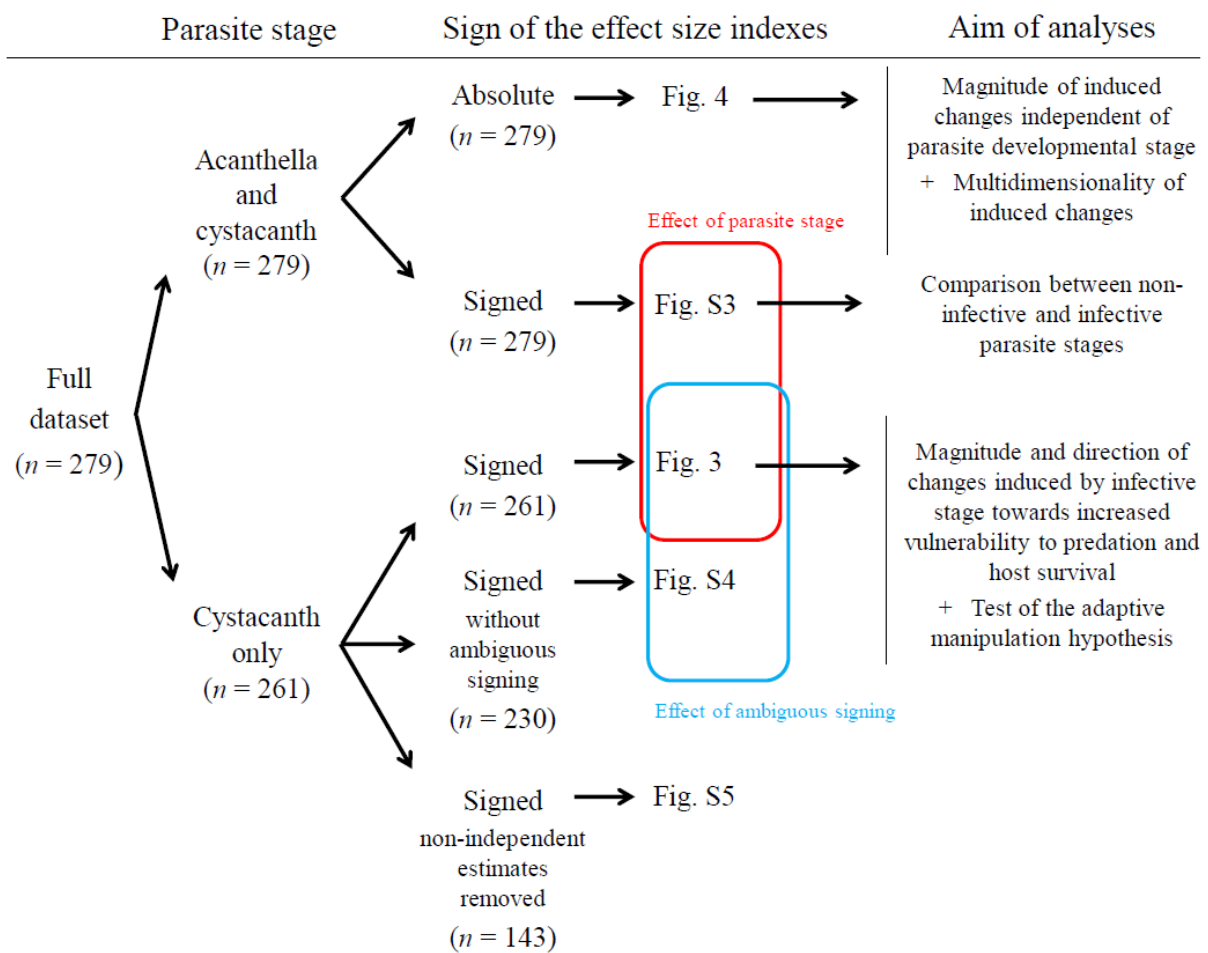 Parasite stage
Sign of the effect size indexes
Aim of analyses
Full
dataset
(n = 279)
Acanthella
and
cystacanth
(n = 279)
Absolute
(n = 279)
Fig. 4
Magnitude of induced
changes independent of
parasite developmental stage
+ Multidimensionality of
induced changes
Effect of parasite stage
Signed
(n = 279)
Fig. S3
Comparison between non-
infective and infective
parasite stages
Cystacanth
only
(n = 261)
Signed
(n = 261)
Fig. 3
Magnitude and direction of
changes induced by infective
stage towards increased
vulnerability to predation and
host survival
+ Test of the adaptive
manipulation hypothesis
Signed
without
ambiguous
signing
(n = 230)
Fig. S4
Effect of ambiguous signing
Signed
non-independent
estimates
removed
(n = 143)
Fig. S5